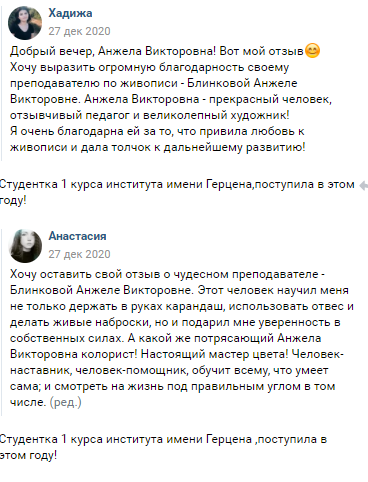 Хадижа
27 дек 2020
Добрый вечер, Анжела Викторовна! Вот мой отзыв😊
Хочу выразить огромную благодарность своему
преподавателю по живописи - Блинковой Анжеле
Викторовне. Анжела Викторовна - прекрасный человек,
отзывчивый педагог и великолепный художник!
Я очень благодарна ей за то, что привила любовь к
живописи и дала толчок к дальнейшему развитию!
Студентка 1 курса института имени Герцена,поступила в этом
году!
Анастасия
27 дек 2020
Хочу оставить свой отзыв о чудесном преподавателе -
Блинковой Анжеле Викторовне. Этот человек научил меня
не только держать в руках карандаш, использовать отвес и
делать живые наброски, но и подарил мне уверенность в
собственных силах. А какой же потрясающий Анжела
Викторовна колорист! Настоящий мастер цвета! Человек-
наставник, человек-помощник, обучит всему, что умеет
сама; и смотреть на жизнь под правильным углом в том
числе. (ред.)
Студентка 1 курса института имени Герцена ,поступила в
этом году!